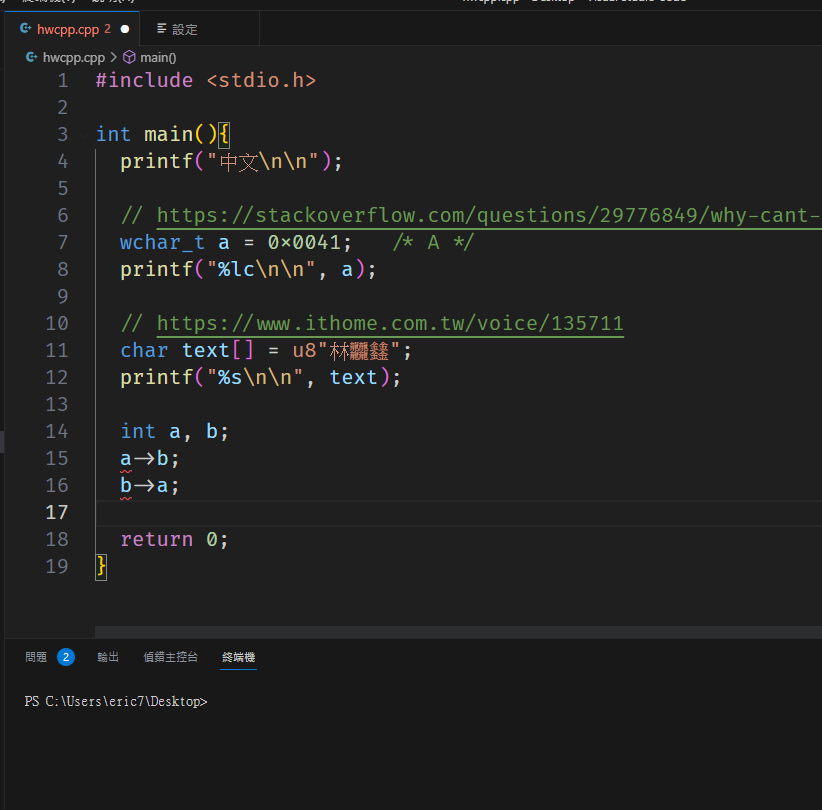 hwcpp.cpp 2 ● 設定
hwcpp.cpp > main()
1 #include <stdio.h>
2
3 int main(){
4 printf("中文\n\n");
5
6 // https://stackoverflow.com/questions/29776849/why-cant-
7 wchar_t a = 0x0041; /* A */
8 printf("%lc\n\n", a);
9
10 // https://www.ithome.com.tw/voice/135711
11 char text[] = u8"林𠒇鑫";
12 printf("%s\n\n", text);
13
14 int a, b;
15 a->b;
16 b->a;
17
18 return 0;
19 }
問題 2 輸出 偵錯主控台 終端機
PS C:\Users\eric7\Desktop>